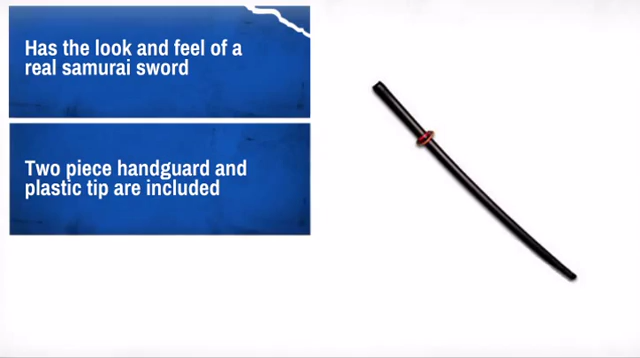 Has the look and feel of a
real samurai sword
Two piece handguard and
plastic tip are included